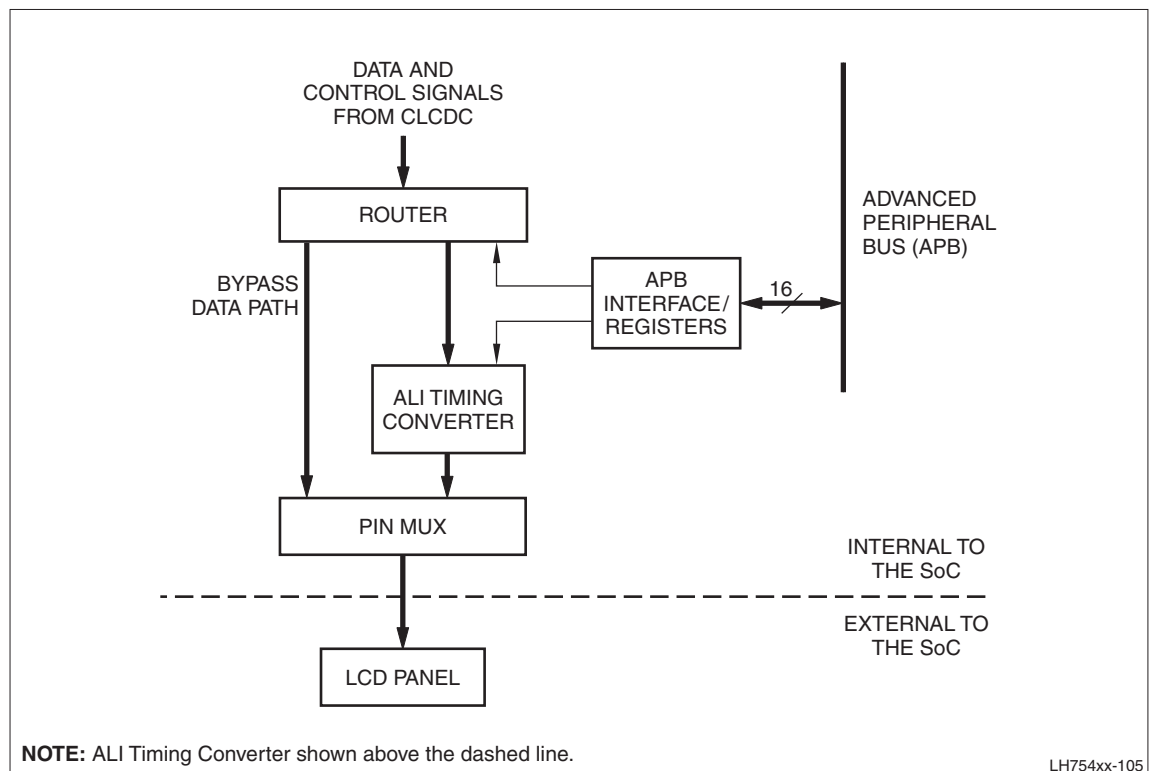 DATA AND
CONTROL SIGNALS
FROM CLCDC
ROUTER
ADVANCED
PERIPHERAL
BUS (APB)
BYPASS
DATA PATH
APB
INTERFACE/
REGISTERS
16
ALI TIMING
CONVERTER
PIN MUX
INTERNAL TO
THE SoC
EXTERNAL TO
THE SoC
LCD PANEL
NOTE: ALI Timing Converter shown above the dashed line.
LH754xx-105